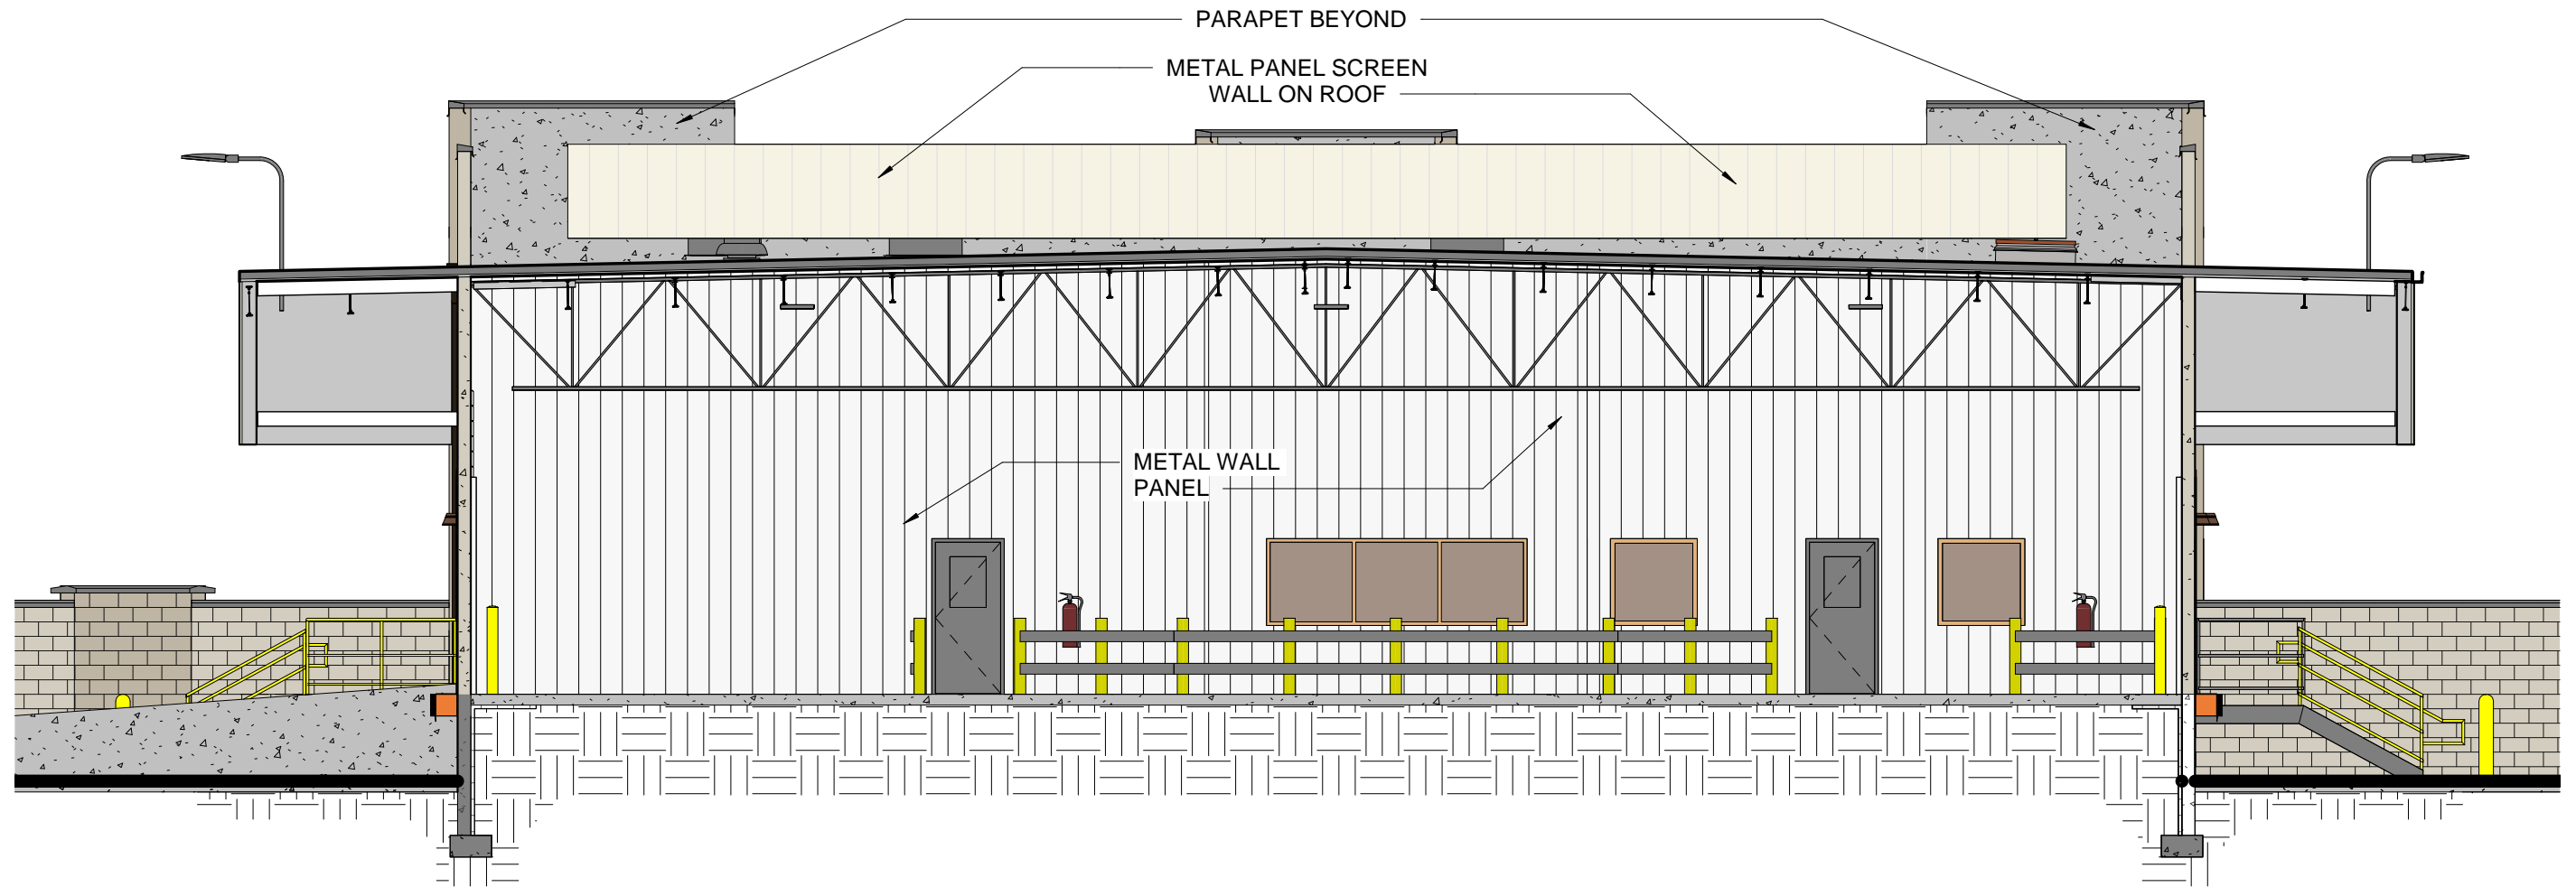 PARAPET BEYOND
METAL PANEL SCREEN
WALL ON ROOF
METAL WALL
PANEL